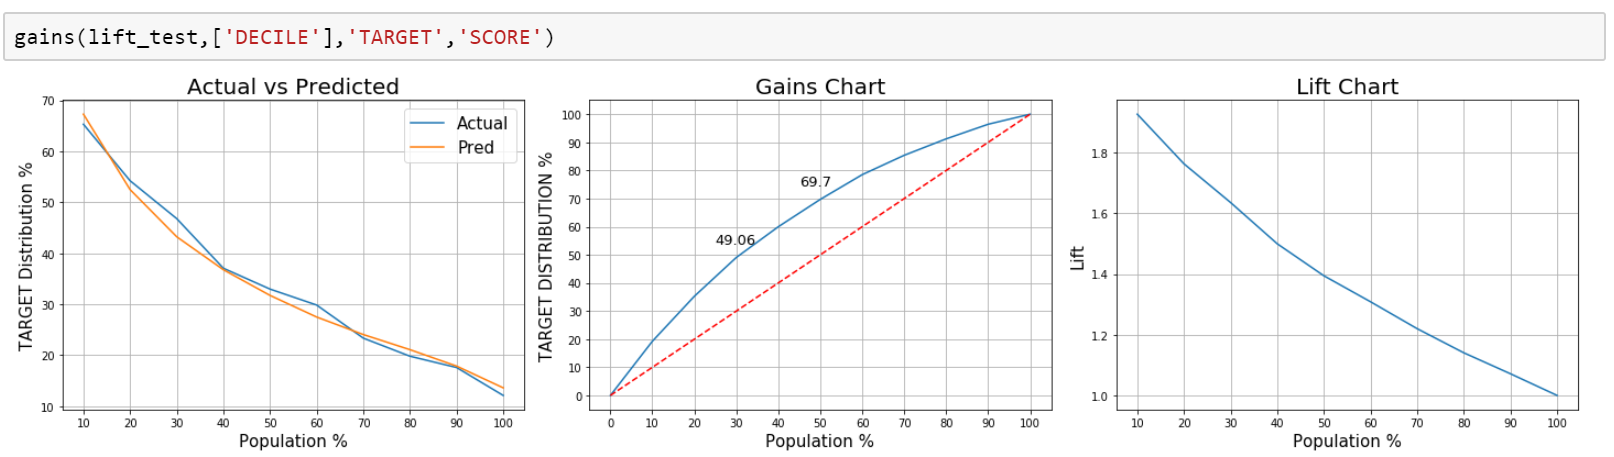 gains(lift_test,['DECILE'],'TARGET','SCORE')
Actual vs Predicted
TARGET Distribution %
70
60
50
40
30
20
10
Actual
Pred
10 20 30 40 50 60 70 80 90 100
Population %
Gains Chart
TARGET DISTRIBUTION %
100
90
80
70
60
50
40
30
20
10
0
69.7
49.06
0 10 20 30 40 50 60 70 80 90 100
Population %
Lift Chart
Lift
1.8
1.6
1.4
1.2
1.0
10 20 30 40 50 60 70 80 90 100
Population %